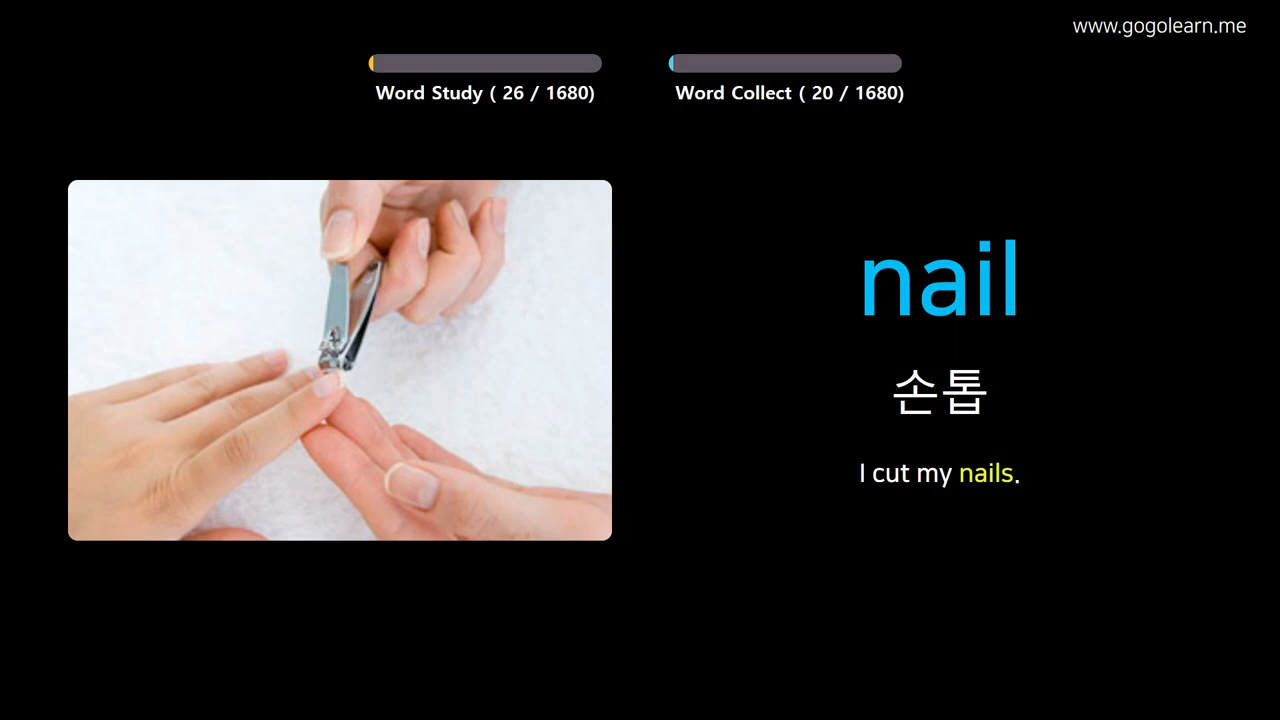 www.gogolearn.me
Word Study ( 26 / 1680)
Word Collect ( 20 / 1680)
nail
손톱
I cut my nails.